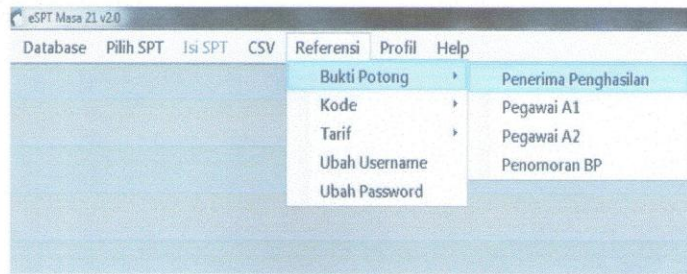 eSPT Masa 21 v2.0
Database Pilih SPT Isi SPT CSV Referensi Profil Help
Bukti Potong
Kode
Tarif
Ubah Username
Ubah Password
Penerima Penghasilan
Pegawai A1
Pegawai A2
Penomoran BP